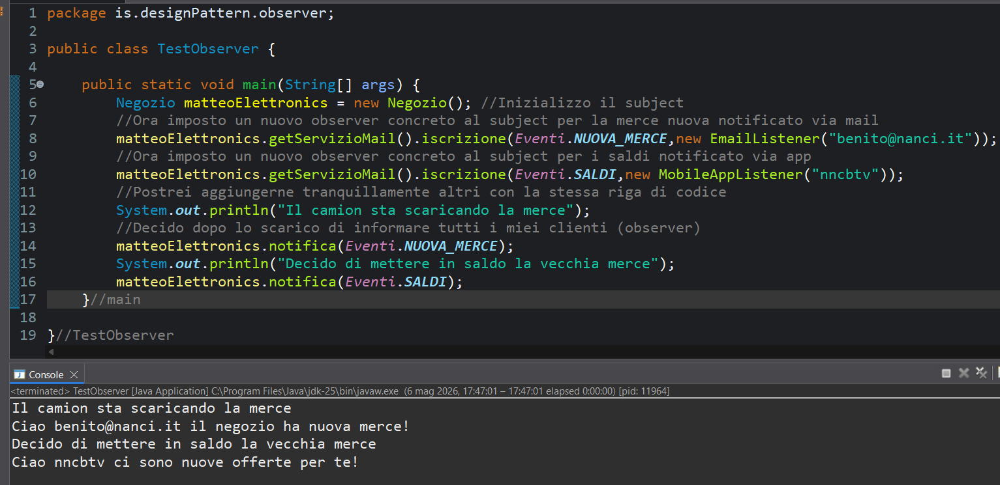 1 package is.designPattern.observer;
2
3 public class TestObserver {
4
5 public static void main(String[] args) {
6 Negozio matteoElettronics = new Negozio(); //Inizializzo il subject
7 //Ora imposto un nuovo observer concreto al subject per la merce nuova notificato via mail
8 matteoElettronics.getServizioMail().iscrizione(Eventi.NUOVA_MERCE,new EmailListener("benito@nanci.it"));
9 //Ora imposto un nuovo observer concreto al subject per i saldi notificato via app
10 matteoElettronics.getServizioMail().iscrizione(Eventi.SALDI,new MobileAppListener("nncbtv"));
11 //Postrei aggiungerne tranquillamente altri con la stessa riga di codice
12 System.out.println("Il camion sta scaricando la merce");
13 //Decido dopo lo scarico di informare tutti i miei clienti (observer)
14 matteoElettronics.notifica(Eventi.NUOVA_MERCE);
15 System.out.println("Decido di mettere in saldo la vecchia merce");
16 matteoElettronics.notifica(Eventi.SALDI);
17 }//main
18
19 }//TestObserver
Console
<terminated> TestObserver [Java Application] C:\Program Files\Java\jdk-25\bin\javaw.exe (6 mag 2026, 17:47:01 – 17:47:01 elapsed 0:00:00) [pid: 11964]
Il camion sta scaricando la merce
Ciao benito@nanci.it il negozio ha nuova merce!
Decido di mettere in saldo la vecchia merce
Ciao nncbtv ci sono nuove offerte per te!